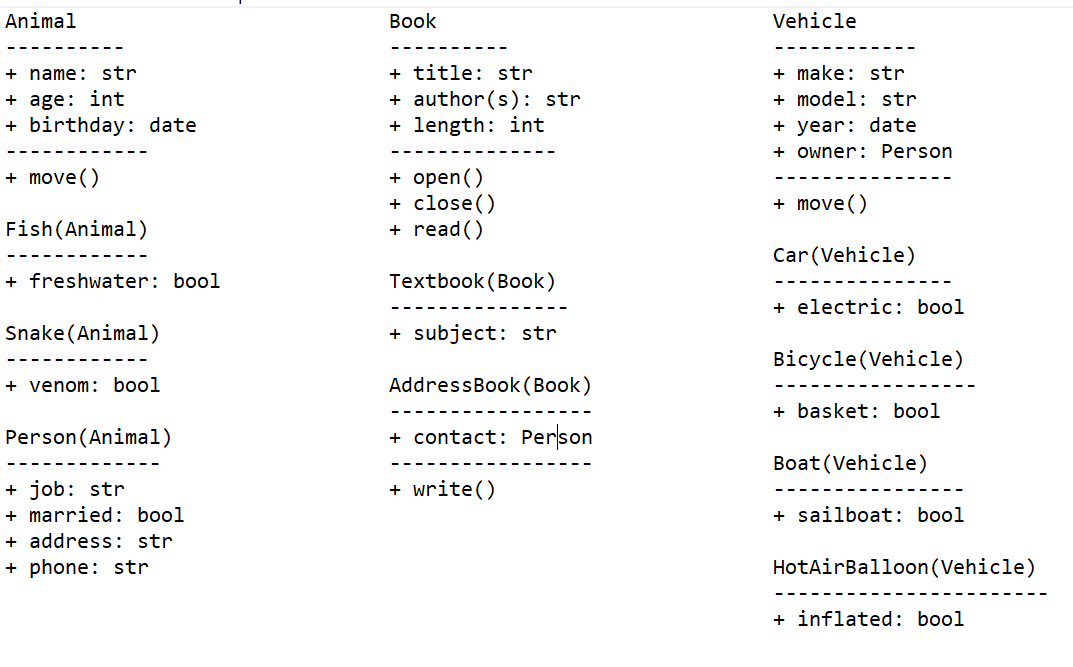 Animal
----------
+ name: str
+ age: int
+ birthday: date
------------
+ move()
Fish(Animal)
------------
+ freshwater: bool
Snake(Animal)
------------
+ venom: bool
Person(Animal)
-------------
+ job: str
+ married: bool
+ address: str
+ phone: str
Book
----------
+ title: str
+ author(s): str
+ length: int
--------------
+ open()
+ close()
+ read()
Textbook(Book)
---------------
+ subject: str
AddressBook(Book)
-----------------
+ contact: Person
-----------------
+ write()
Vehicle
------------
+ make: str
+ model: str
+ year: date
+ owner: Person
---------------
+ move()
Car(Vehicle)
---------------
+ electric: bool
Bicycle(Vehicle)
-----------------
+ basket: bool
Boat(Vehicle)
----------------
+ sailboat: bool
HotAirBalloon(Vehicle)
-----------------------
+ inflated: bool